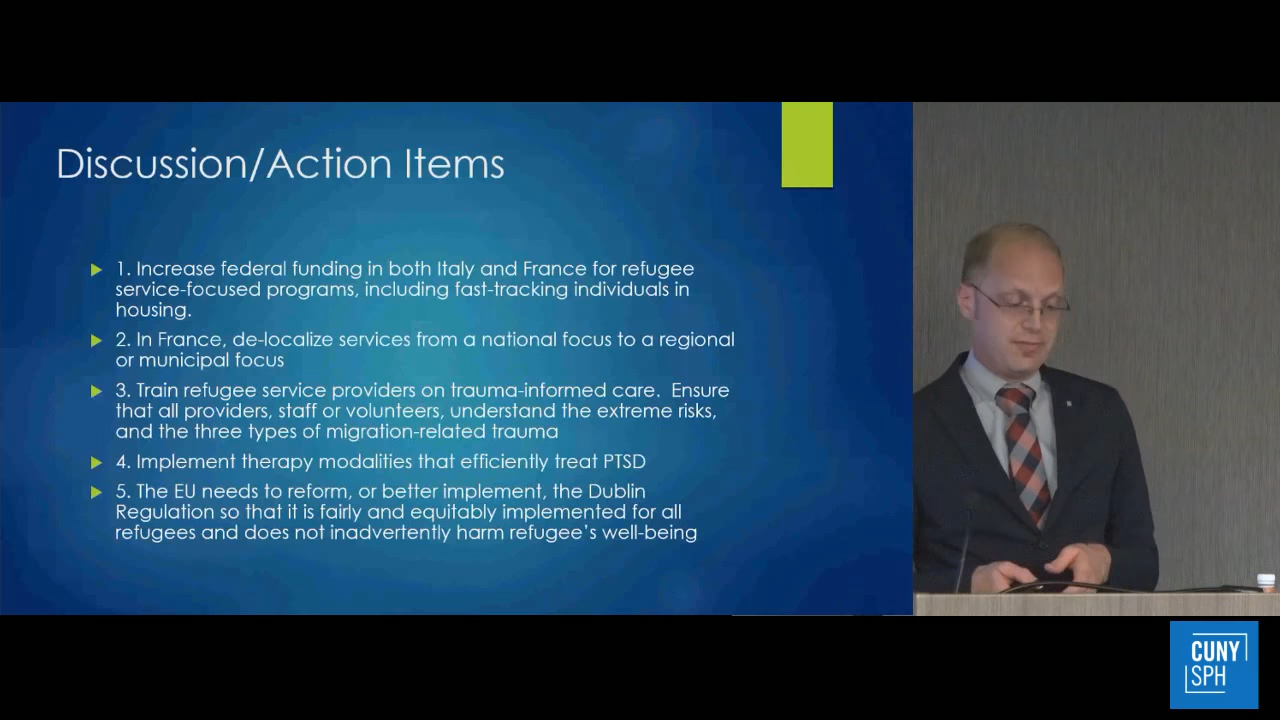 Discussion/Action Items
1. Increase federal funding in both Italy and France for refugee
service-focused programs, including fast-tracking individuals in
housing.
2. In France, de-localize services from a national focus to a regional
or municipal focus
3. Train refugee service providers on trauma-informed care.  Ensure
that all providers, staff or volunteers, understand the extreme risks,
and the three types of migration-related trauma
4. Implement therapy modalities that efficiently treat PTSD
5. The EU needs to reform, or better implement, the Dublin
Regulation so that it is fairly and equitably implemented for all
refugees and does not inadvertently harm refugee’s well-being
CUNY
SPH